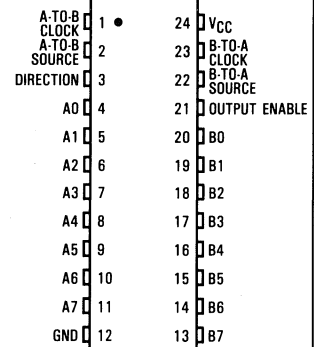 A-TO-B
CLOCK 1 ● 24 VCC
A-TO-B
SOURCE 2 23 B-TO-A
CLOCK
DIRECTION 3 22 B-TO-A
SOURCE
A0 4 21 OUTPUT ENABLE
A1 5 20 B0
A2 6 19 B1
A3 7 18 B2
A4 8 17 B3
A5 9 16 B4
A6 10 15 B5
A7 11 14 B6
GND 12 13 B7